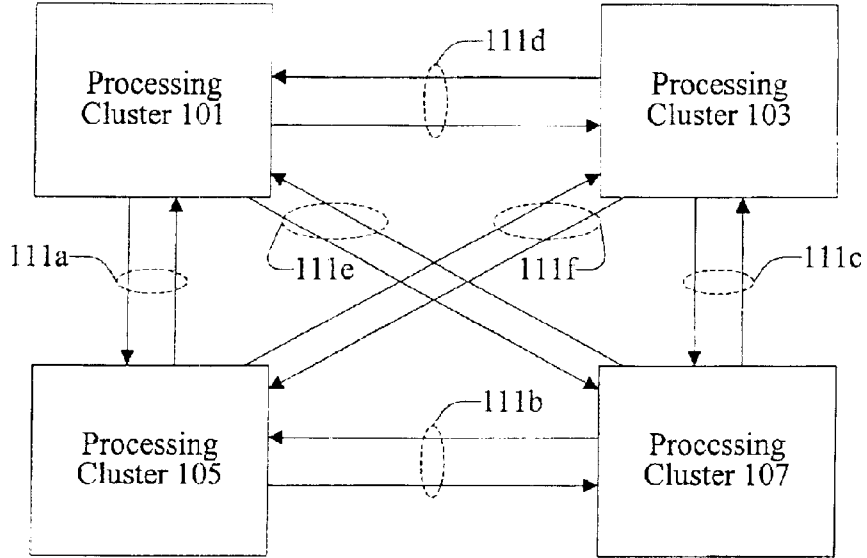 111d
Processing
Cluster 101
Processing
Cluster 103
111a
111e
111f
111c
111b
Processing
Cluster 105
Processing
Cluster 107